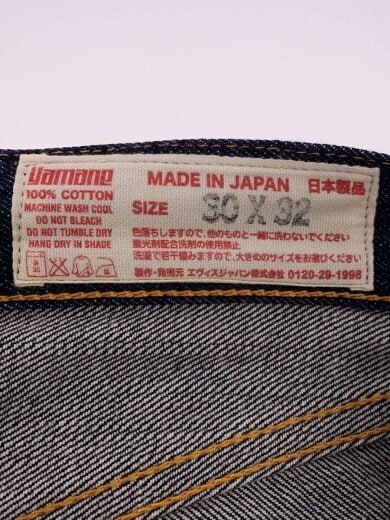 Yamane
100% COTTON
MACHINE WASH COOL
DO NOT BLEACH
DO NOT TUMBLE DRY
HANG DRY IN SHADE
MADE IN JAPAN 日本製品
SIZE SO X 32
色落ちしますので、他のものと一緒に洗わないでください
蛍光剤配合洗剤の使用禁止
洗濯で若干縮みますので、大きめのサイズをお選びください
製作・発売元 エヴィスジャパン株式会社 0120-29-1998